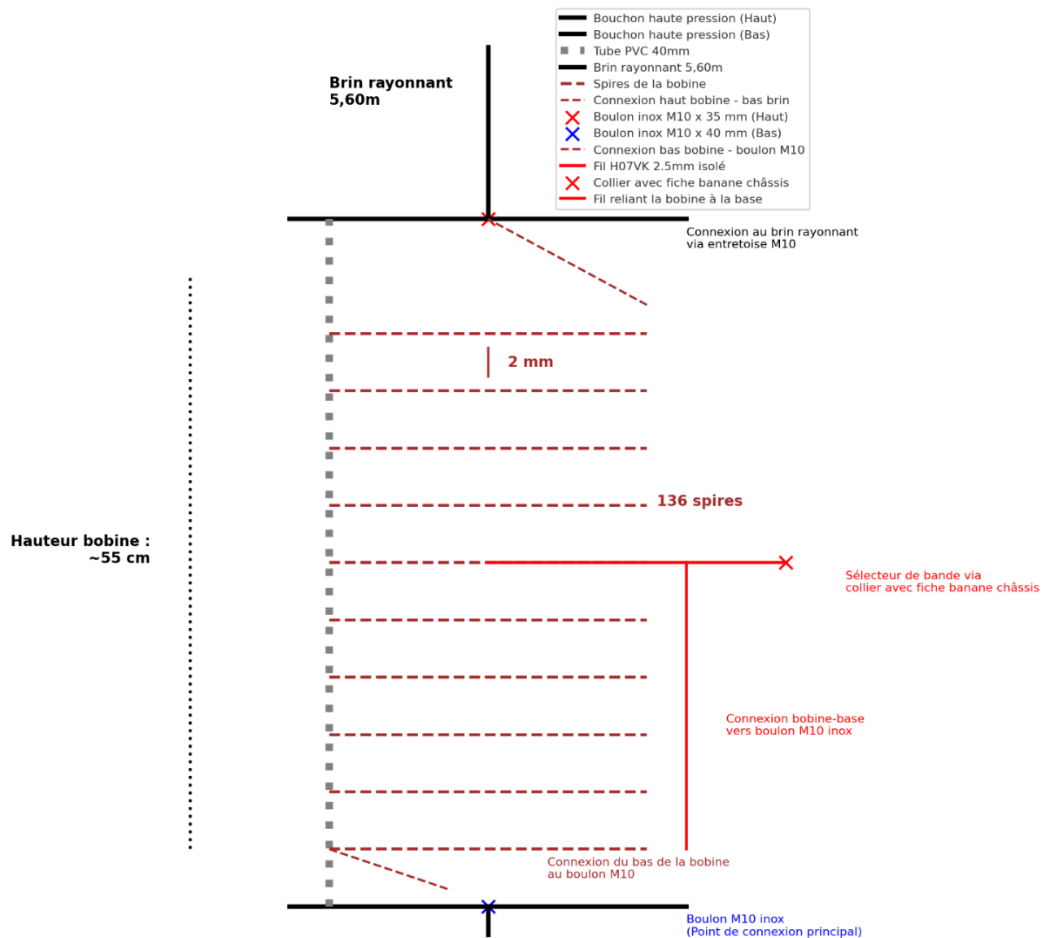 Bouchon haute pression (Haut)
Bouchon haute pression (Bas)
Tube PVC 40mm
Brin rayonnant 5,60m
Spires de la bobine
Connexion haut bobine - bas brin
Boulon inox M10 x 35 mm (Haut)
Boulon inox M10 x 40 mm (Bas)
Connexion bas bobine - boulon M10
Fil H07VK 2.5mm isolé
Collier avec fiche banane châssis
Fil reliant la bobine à la base
Brin rayonnant
5,60m
Connexion au brin rayonnant
via entretoise M10
2 mm
136 spires
Hauteur bobine :
~55 cm
Sélecteur de bande via
collier avec fiche banane châssis
Connexion bobine-base
vers boulon M10 inox
Connexion du bas de la bobine
au boulon M10
Boulon M10 inox
(Point de connexion principal)